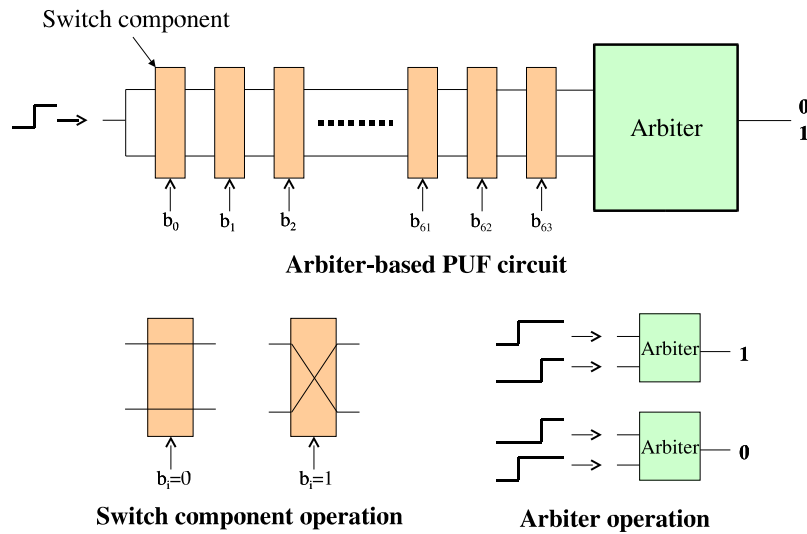 Switch component
Arbiter
0
1
b0 b1 b2 b61 b62 b63
Arbiter-based PUF circuit
Arbiter 1
Arbiter 0
bi=0 bi=1
Switch component operation
Arbiter operation